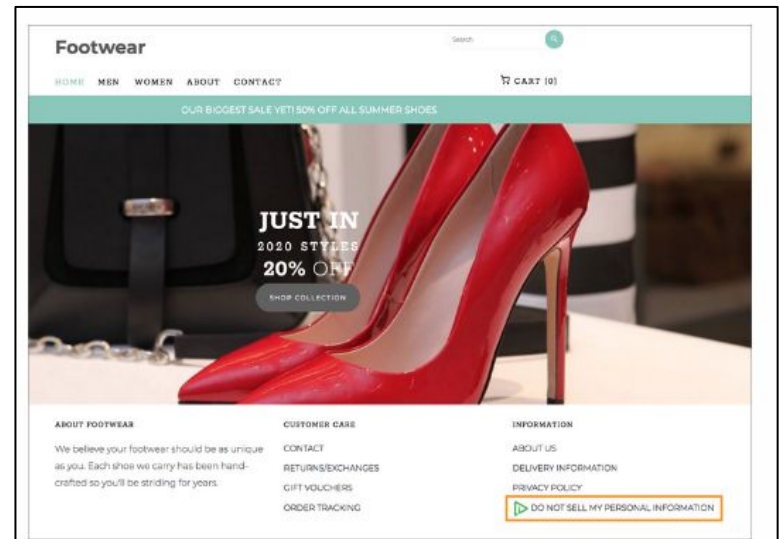 Footwear
Search
HOME MEN WOMEN ABOUT CONTACT
CART [0]
OUR BIGGEST SALE YET! 50% OFF ALL SUMMER SHOES
JUST IN
2020 STYLES
20% OFF
SHOP COLLECTION
ABOUT FOOTWEAR
We believe your footwear should be as unique
as you. Each shoe we carry has been hand-
crafted so you'll be striding for years.
CUSTOMER CARE
CONTACT
RETURNS/EXCHANGES
GIFT VOUCHERS
ORDER TRACKING
INFORMATION
ABOUT US
DELIVERY INFORMATION
PRIVACY POLICY
DO NOT SELL MY PERSONAL INFORMATION